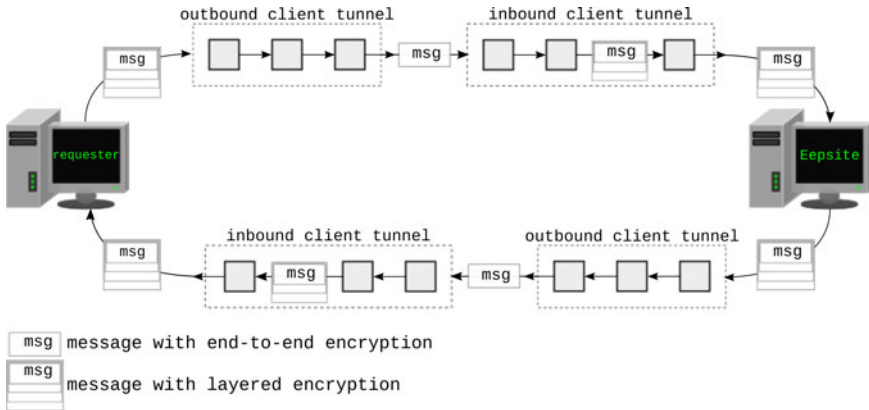 outbound client tunnel
inbound client tunnel
msg
msg
msg
msg
requester
Eepsite
inbound client tunnel
outbound client tunnel
msg
msg
msg
msg
msg message with end-to-end encryption
msg
message with layered encryption